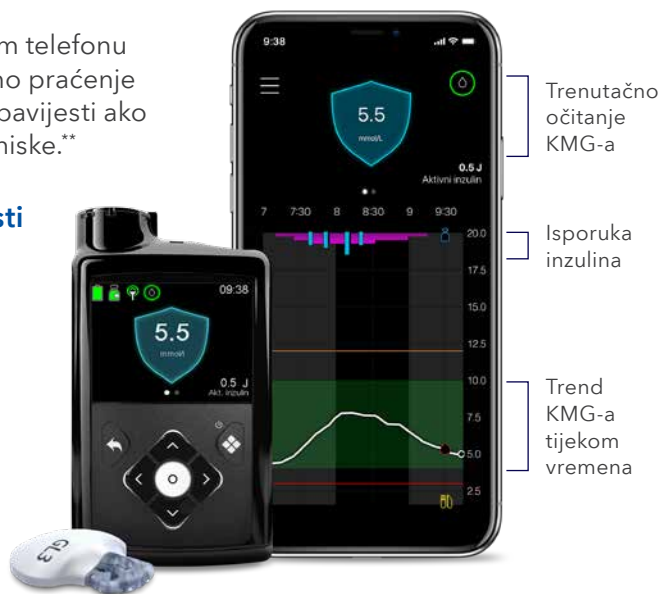 m telefonu
no praćenje
bavijesti ako
niske.**
sti
09:38
5.5
mmol/l
0.5 J
Akt. inzulin
GL3
9:38
5.5
mmol/L
0.5 J
Aktivni inzulin
7 7:30 8 8:30 9 9:30
20.0
17.5
15.0
12.5
10.0
7.5
5.0
2.5
Trenutačno
očitanje
KMG-a
Isporuka
inzulina
Trend
KMG-a
tijekom
vremena